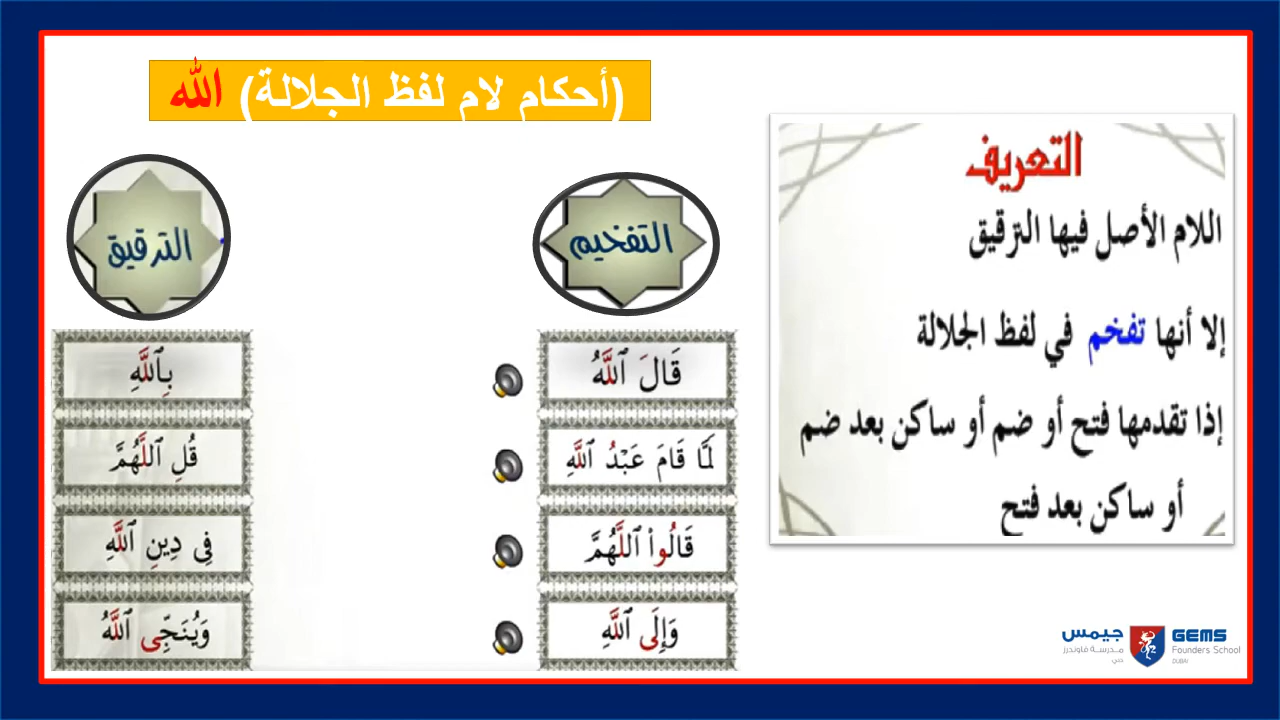 (أحكام لام لفظ الجلالة) الله
التعريف
اللام الأصل فيها الترقيق
إلا أنها تفخم في لفظ الجلالة
إذا تقدمها فتح أو ضم أو ساكن بعد ضم
أو ساكن بعد فتح
التفخيم
قَالَ ٱللَّهُ
لَمَّا قَامَ عَبْدُ ٱللَّهِ
قَالُوا۟ ٱللَّهُمَّ
وَإِلَى ٱللَّهِ
الترقيق
بِٱللَّهِ
قُلِ ٱللَّهُمَّ
فِى دِينِ ٱللَّهِ
وَيُنَجِّى ٱللَّهُ
جيمس
مدرسة فاوندرز
دبي
GEMS
Founders School
DUBAI